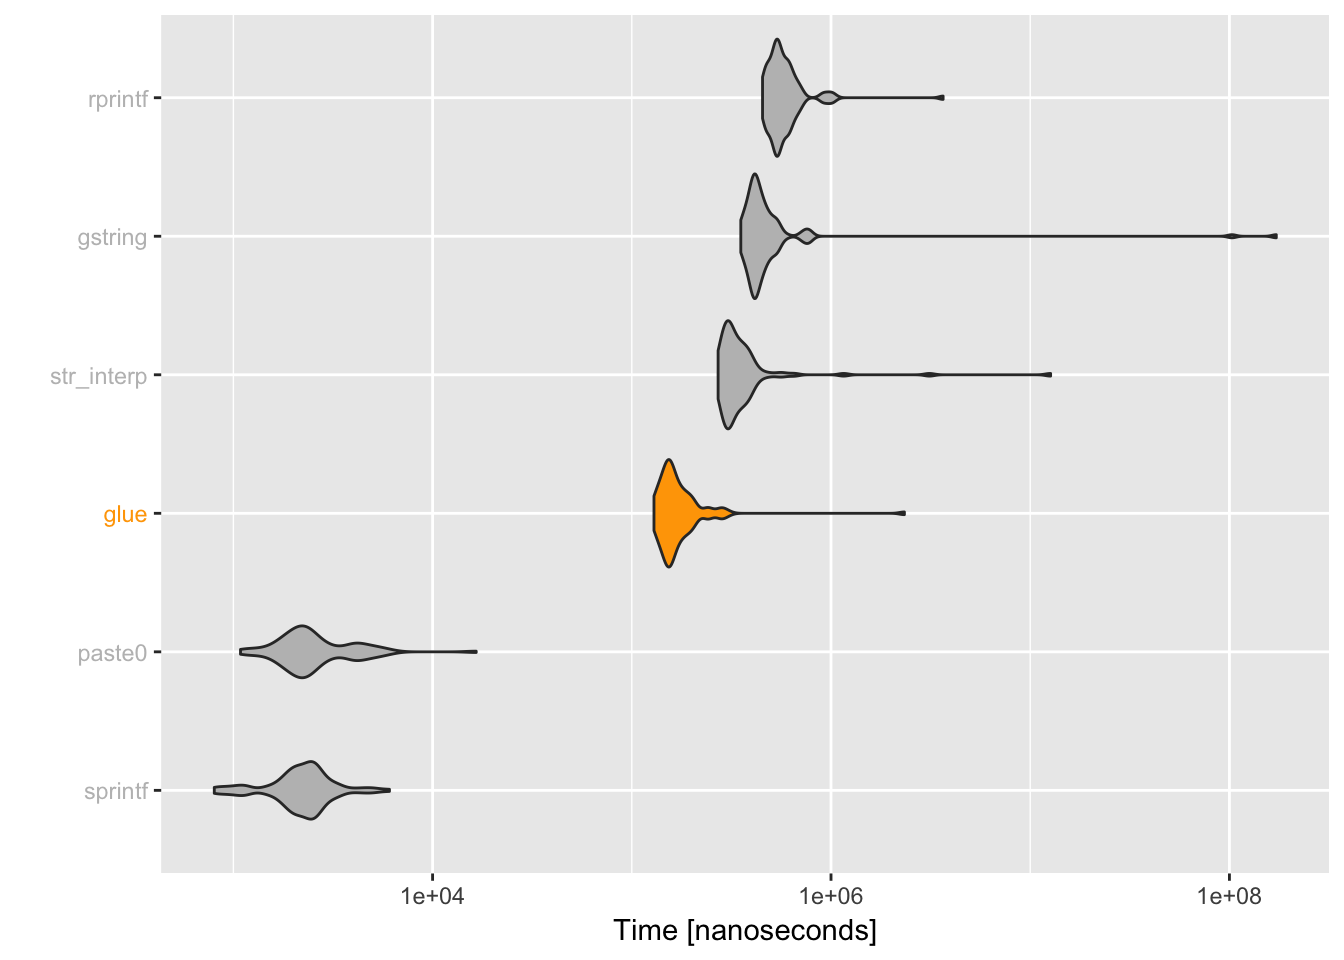 rprintf
gstring
str_interp
glue
paste0
sprintf
1e+04 1e+06 1e+08
Time [nanoseconds]